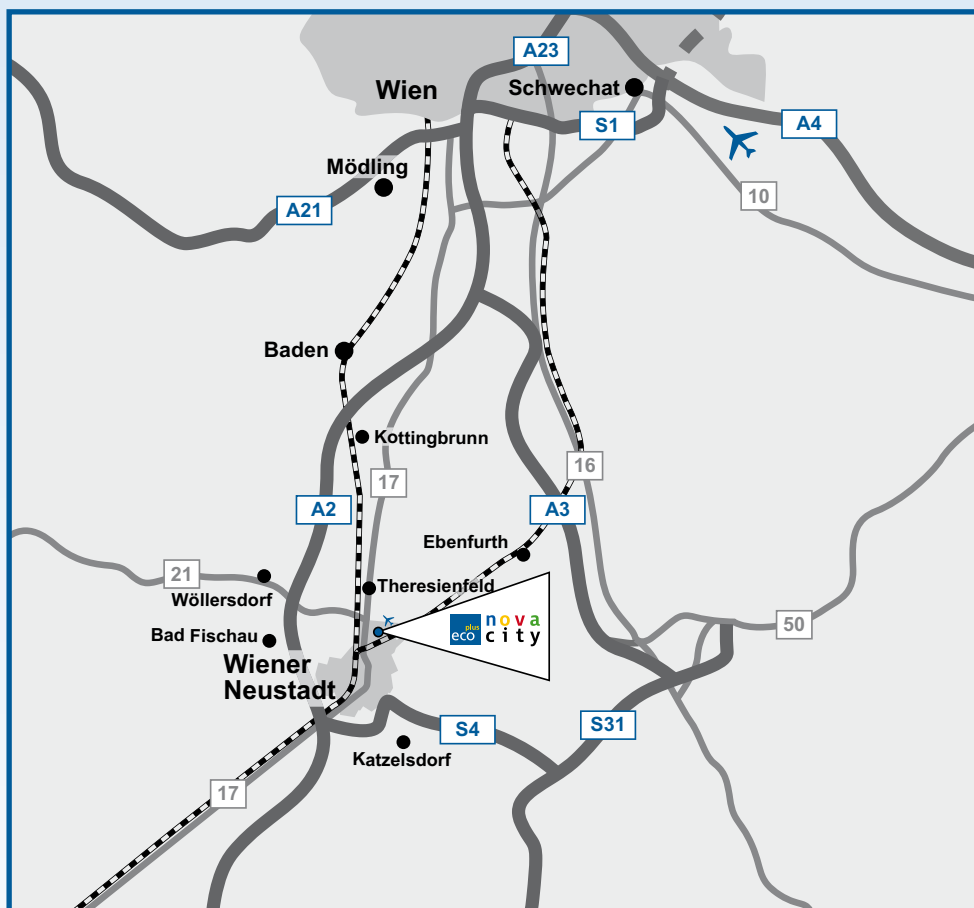 A23
Schwechat
Wien
S1
A4
Mödling
10
A21
Baden
Kottingbrunn
16
17
A2
A3
Ebenfurth
21
Theresienfeld
Wöllersdorf
plus
eco
nova
city
50
Bad Fischau
Wiener
Neustadt
S4
S31
Katzelsdorf
17